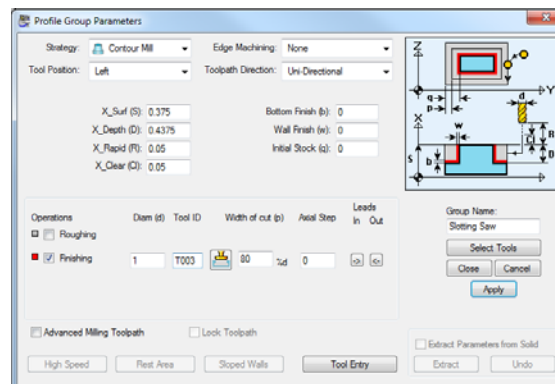 Profile Group Parameters
Strategy: Contour Mill Edge Machining: None
Tool Position: Left Toolpath Direction: Uni-Directional
X_Surf (S): 0.375 Bottom Finish (b): 0
X_Depth (D): 0.4375 Wall Finish (w): 0
X_Rapid (R): 0.05 Initial Stock (q): 0
X_Clear (Cl): 0.05
Z
Y
q
p
d
X
w
R
Cl
S
b
D
Z
Operations Diam (d) Tool ID Width of cut (p) Axial Step Leads
In Out
Roughing
Finishing 1 T003 80 %d 0
Group Name:
Slotting Saw
Select Tools
Close Cancel
Apply
Advanced Milling Toolpath Lock Toolpath
High Speed Rest Area Sloped Walls Tool Entry
Extract Parameters from Solid
Extract Undo